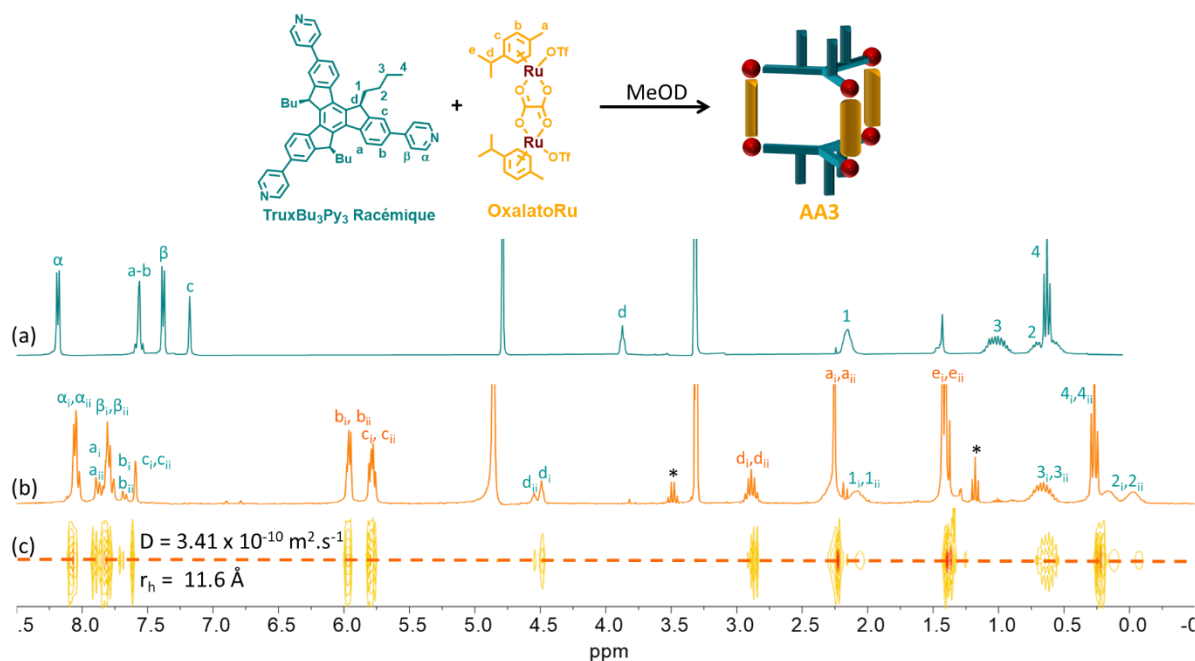 N
N
N
Bu
Bu
Bu
1
2
3
4
d
c
a
b
β
α
TruxBu₃Py₃ Racémique
+
a
b
c
d
e
OTf
Ru
O
O
O
O
Ru
OTf
OxalatoRu
MeOD
AA3
(a)
α
a-b
β
c
d
1
3
2
4
(b)
αᵢ,αᵢᵢ
βᵢ,βᵢᵢ
aᵢ
aᵢᵢ
bᵢ
bᵢᵢ
cᵢ,cᵢᵢ
bᵢ, bᵢᵢ
cᵢ, cᵢᵢ
dᵢᵢ
dᵢ
*
dᵢ,dᵢᵢ
aᵢ,aᵢᵢ
1ᵢ,1ᵢᵢ
eᵢ,eᵢᵢ
*
3ᵢ,3ᵢᵢ
4ᵢ,4ᵢᵢ
2ᵢ,2ᵢᵢ
(c)
D = 3.41 x 10⁻¹⁰ m².s⁻¹
rₕ = 11.6 Å
.5 8.0 7.5 7.0 6.5 6.0 5.5 5.0 4.5 4.0 3.5 3.0 2.5 2.0 1.5 1.0 0.5 0.0 -0
ppm